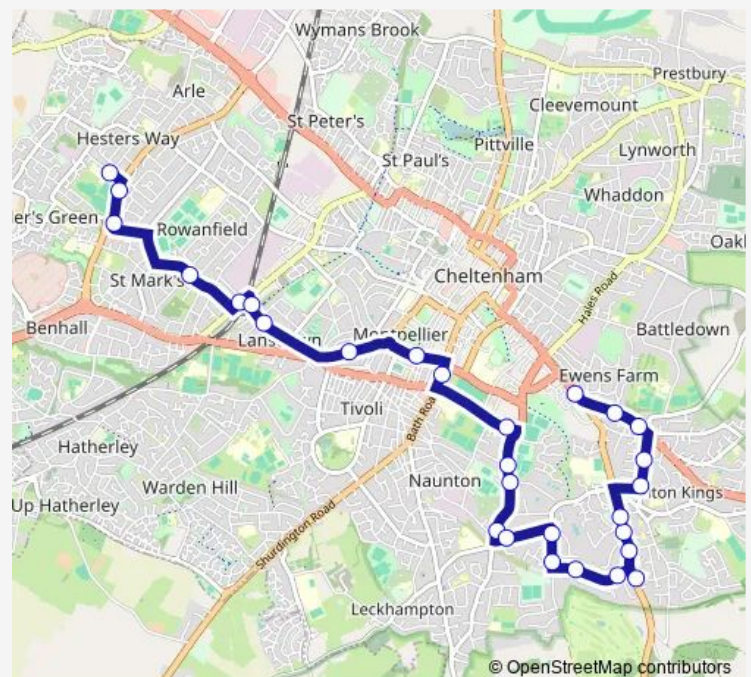 Wymans Brook
Prestbury
Arle
Cleevemount
St Peter's
Hesters Way
Pittville
Lynworth
St Paul's
Whaddon
er's Green
Rowanfield
Oakl
Cheltenham
St Mark's
Hales Road
Benhall
Lansdown
Montpellier
Battledown
Ewens Farm
Tivoli
Bath Roa
Hatherley
Naunton
Warden Hill
ton Kings
Up Hatherley
Shurdington Road
Leckhampton
© OpenStreetMap contributors